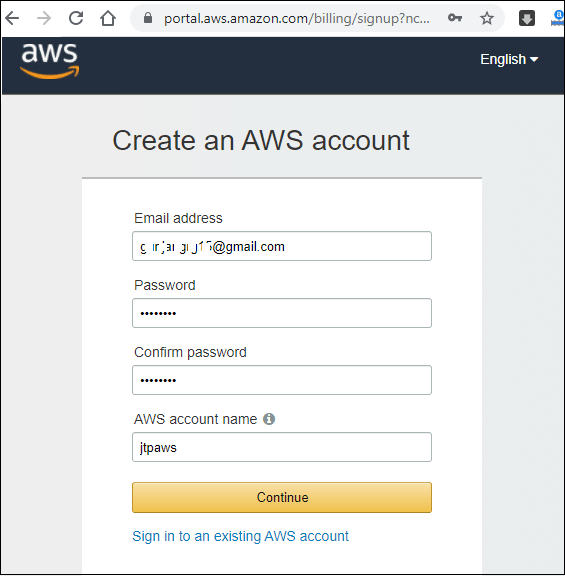 portal.aws.amazon.com/billing/signup?nc...
aws
English
Create an AWS account
Email address
@gmail.com
Password
••••••••
Confirm password
••••••••
AWS account name
jtpaws
Continue
Sign in to an existing AWS account